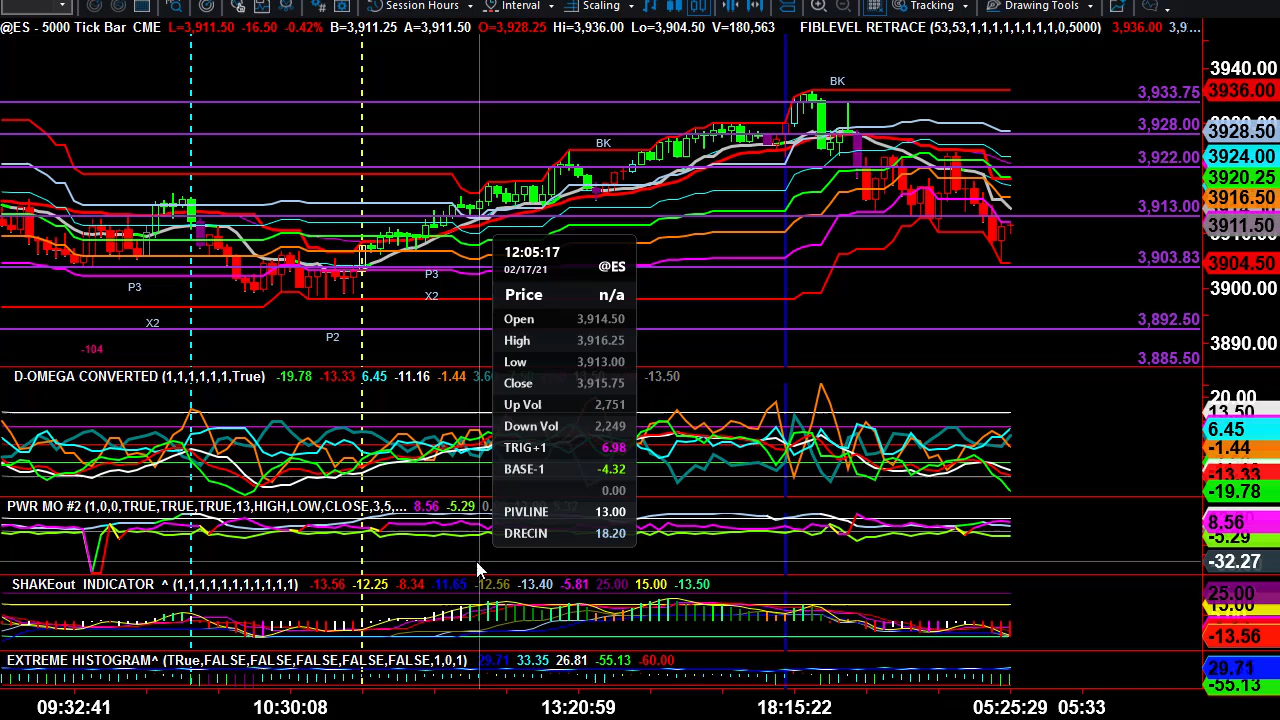 Session Hours Interval Scaling Tracking Drawing Tools
@ES - 5000 Tick Bar CME L=3,911.50 -16.50 -0.42% B=3,911.25 A=3,911.50 O=3,928.25 Hi=3,936.00 Lo=3,904.50 V=180,563 FIBLEVEL RETRACE (53,53,1,1,1,1,1,1,1,1,0,5000) 3,936.00 3,9...
3940.00
BK
3,933.75
3936.00
3,928.00
3928.50
BK
3,922.00
3924.00
3920.25
3916.50
3,913.00
3911.50
12:05:17
02/17/21
@ES
3,903.83
3904.50
P3
P3
Price n/a
3900.00
X2
Open 3,914.50
X2
3,892.50
P2
High 3,916.25
3890.00
-104
Low 3,913.00
3,885.50
D-OMEGA CONVERTED (1,1,1,1,1,1,True) -19.78 -13.33 6.45 -11.16 -1.44 -13.50
Close 3,915.75
20.00
Up Vol 2,751
13.50
Down Vol 2,249
6.45
TRIG+1 6.98
-1.44
BASE-1 -4.32
-13.33
0.00
-19.78
PWR MO #2 (1,0,0,TRUE,TRUE,TRUE,13,HIGH,LOW,CLOSE,3,5,... 8.56 -5.29
PIVLINE 13.00
8.56
DRECIN 18.20
-5.29
-32.27
SHAKEout INDICATOR ^ (1,1,1,1,1,1,1,1,1,1,1) -13.56 -12.25 -8.34 -11.65 -12.56 -13.40 -5.81 25.00 15.00 -13.50
25.00
15.00
-13.56
EXTREME HISTOGRAM^ (TRue,FALSE,FALSE,FALSE,FALSE,FALSE,1,0,1) 29.71 33.35 26.81 -55.13 -60.00
29.71
-55.13
09:32:41 10:30:08 13:20:59 18:15:22 05:25:29 05:33